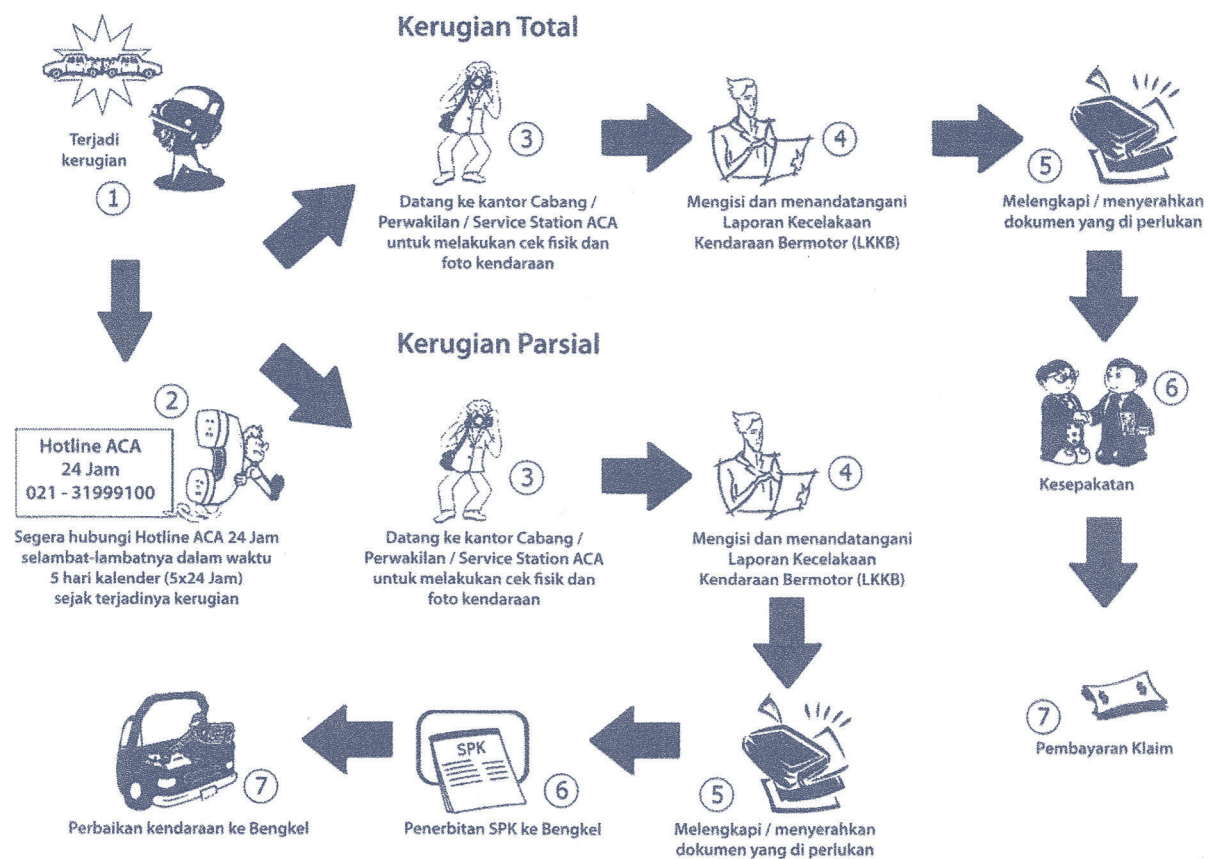 Kerugian Total
Terjadi
kerugian
1
3
Datang ke kantor Cabang /
Perwakilan / Service Station ACA
untuk melakukan cek fisik dan
foto kendaraan
4
Mengisi dan menandatangani
Laporan Kecelakaan
Kendaraan Bermotor (LKKB)
5
Melengkapi / menyerahkan
dokumen yang di perlukan
6
Kesepakatan
7
Pembayaran Klaim
2
Hotline ACA
24 Jam
021 - 31999100
Segera hubungi Hotline ACA 24 Jam
selambat-lambatnya dalam waktu
5 hari kalender (5x24 Jam)
sejak terjadinya kerugian
Kerugian Parsial
3
Datang ke kantor Cabang /
Perwakilan / Service Station ACA
untuk melakukan cek fisik dan
foto kendaraan
4
Mengisi dan menandatangani
Laporan Kecelakaan
Kendaraan Bermotor (LKKB)
5
Melengkapi / menyerahkan
dokumen yang di perlukan
SPK
6
Penerbitan SPK ke Bengkel
7
Perbaikan kendaraan ke Bengkel